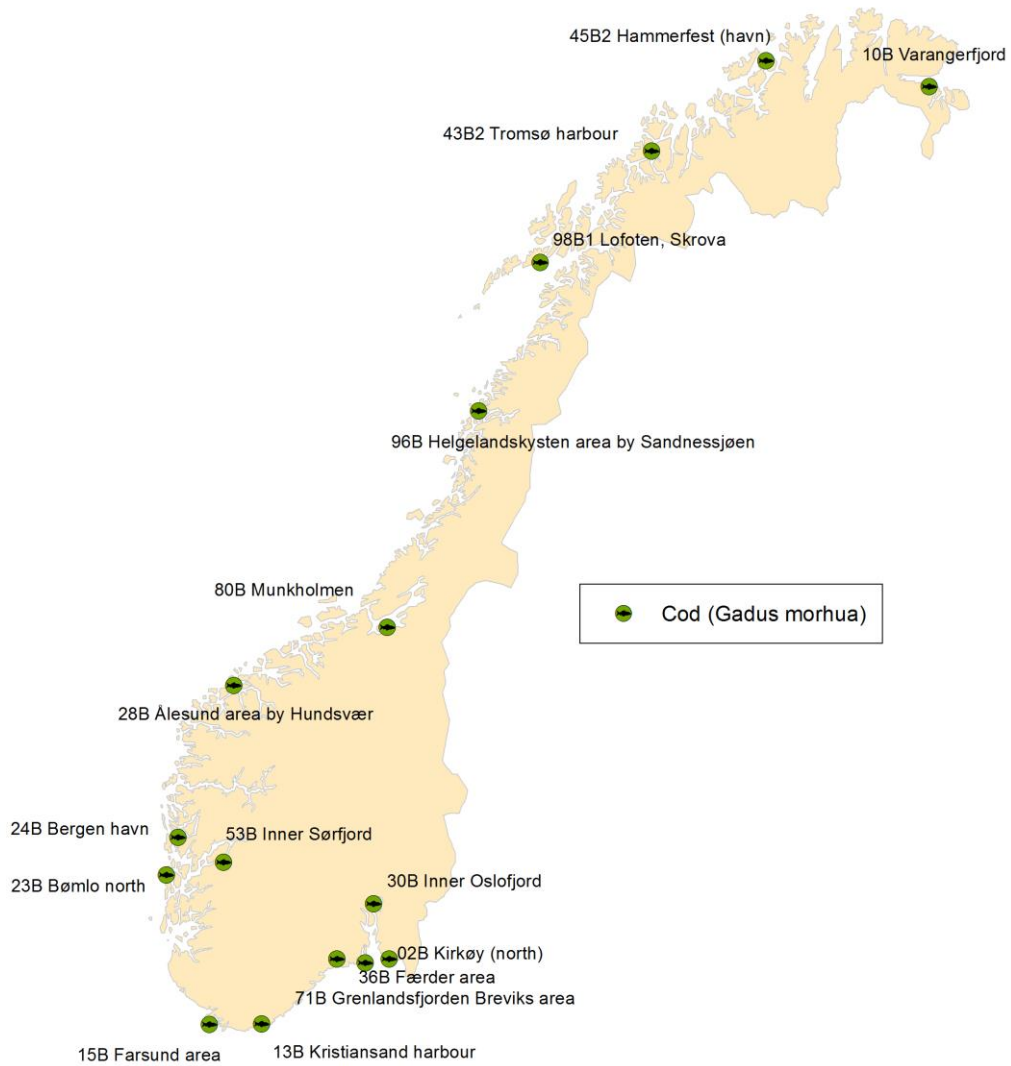 45B2 Hammerfest (havn)
10B Varangerfjord
43B2 Tromsø harbour
98B1 Lofoten, Skrova
96B Helgelandskysten area by Sandnessjøen
80B Munkholmen
Cod (Gadus morhua)
28B Ålesund area by Hundsvær
24B Bergen havn
53B Inner Sørfjord
23B Bømlo north
30B Inner Oslofjord
02B Kirkøy (north)
36B Færder area
71B Grenlandsfjorden Breviks area
15B Farsund area
13B Kristiansand harbour